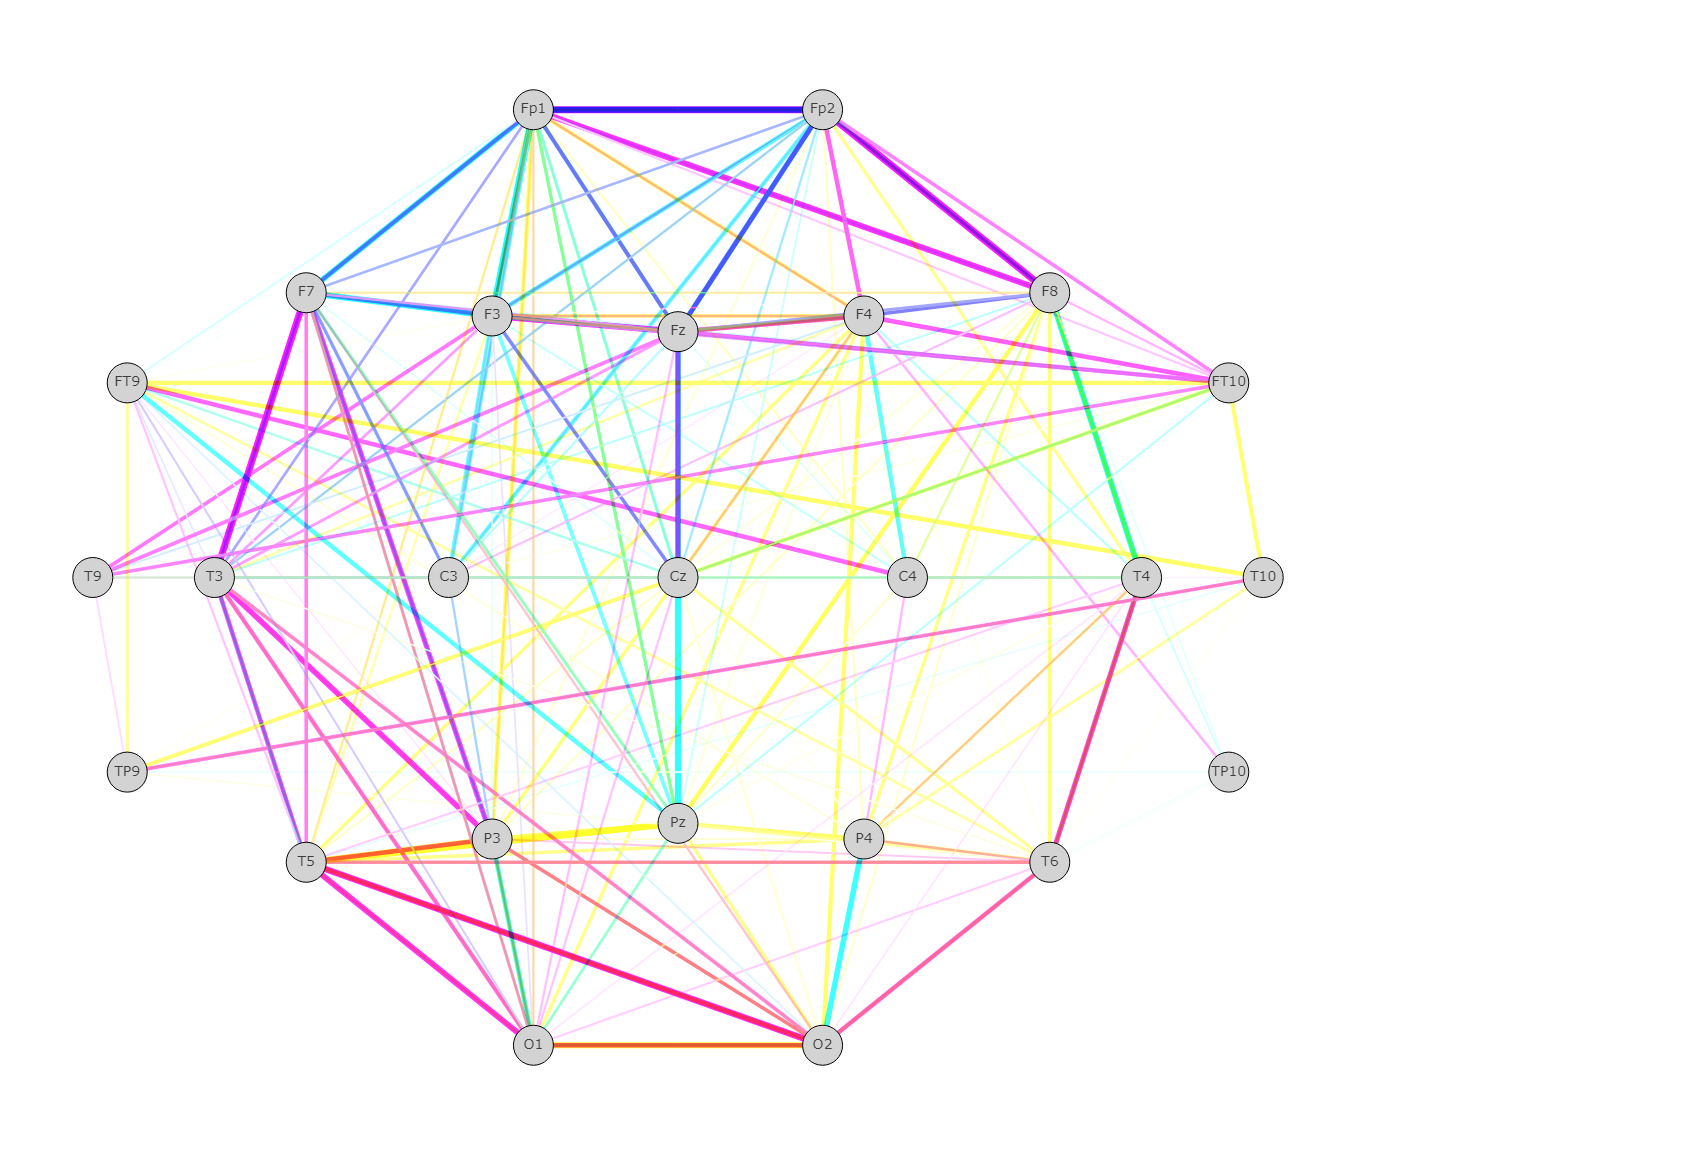 Fp1 Fp2
F7 F8
F3 Fz F4
FT9 FT10
T9 T3 C3 Cz C4 T4 T10
TP9 TP10
Pz
P3 P4
T5 T6
O1 O2